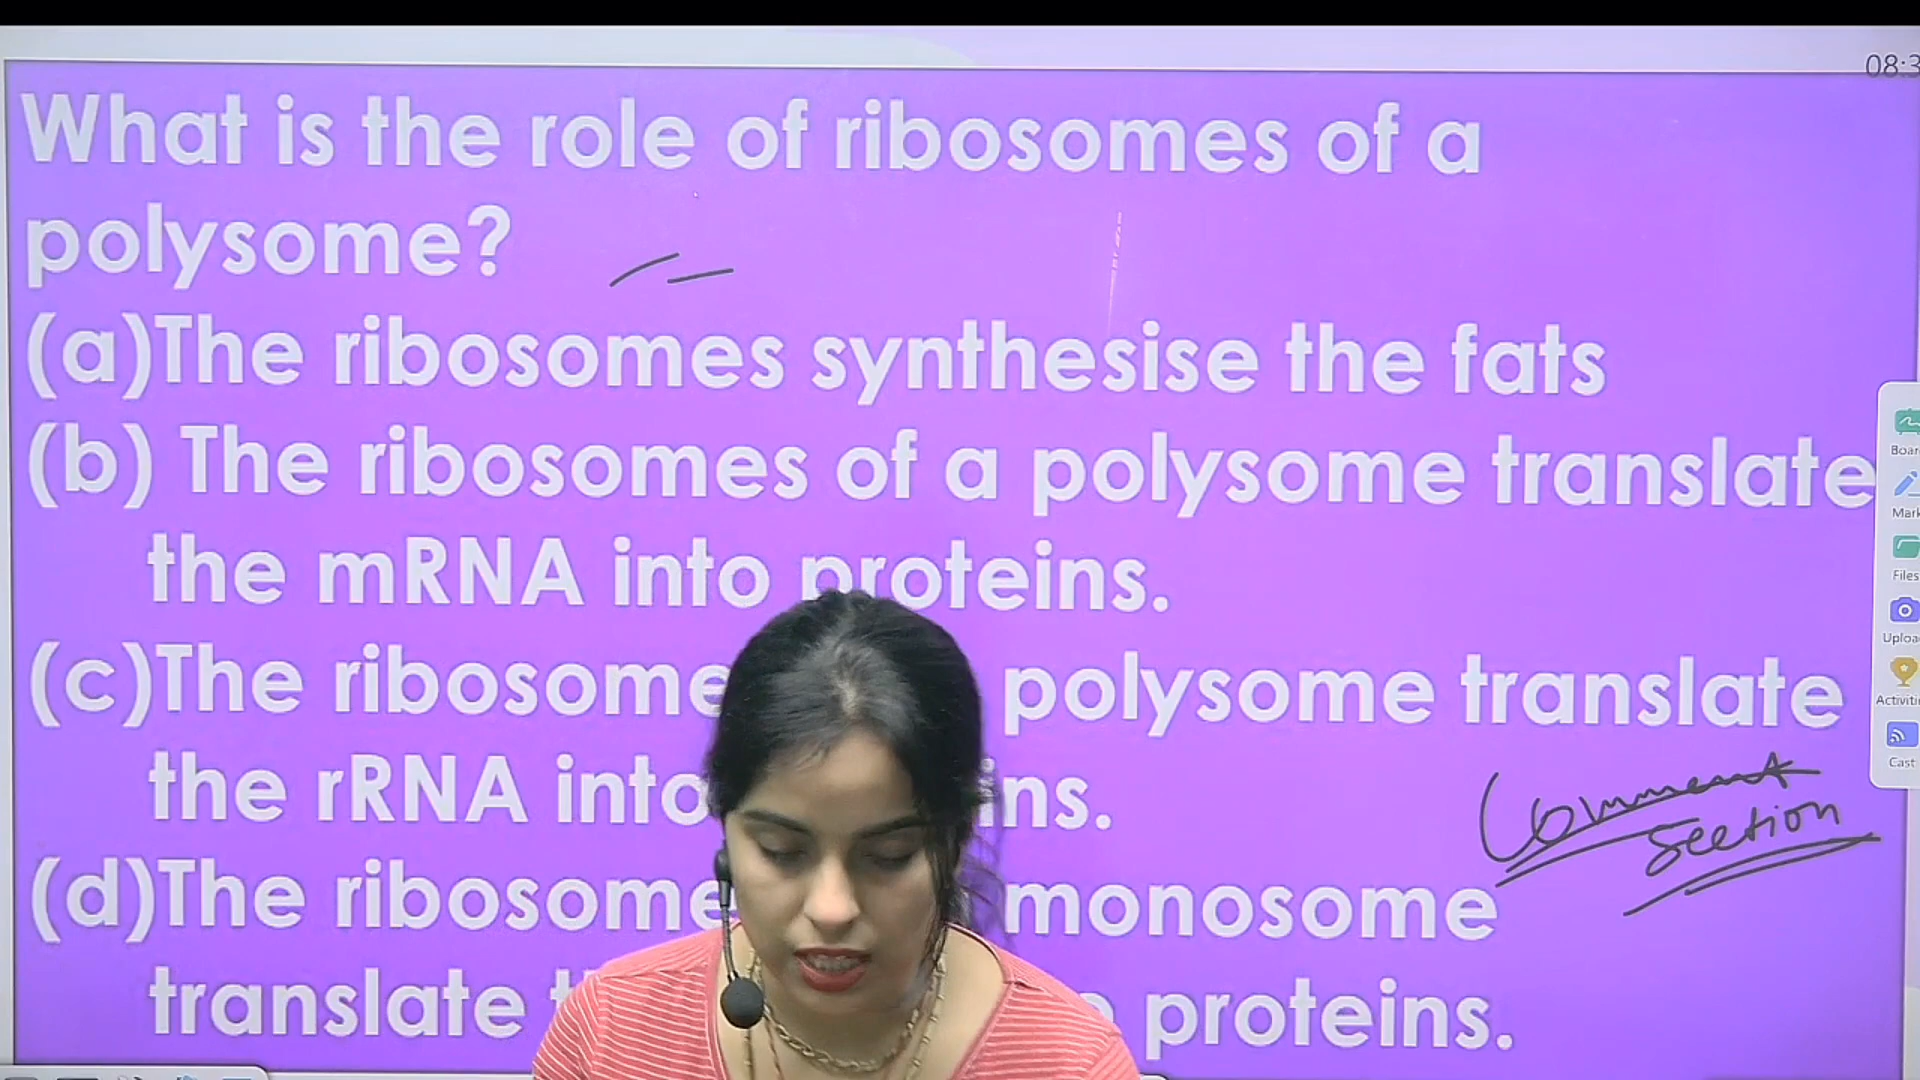 08:3
What is the role of ribosomes of a
polysome?
(a)The ribosomes synthesise the fats
(b) The ribosomes of a polysome translate
the mRNA into proteins.
(c)The ribosome polysome translate
the rRNA into ins.
(d)The ribosome monosome
translate proteins.
Comment
section
Boar
Mark
Files
Uploa
Activiti
Cast